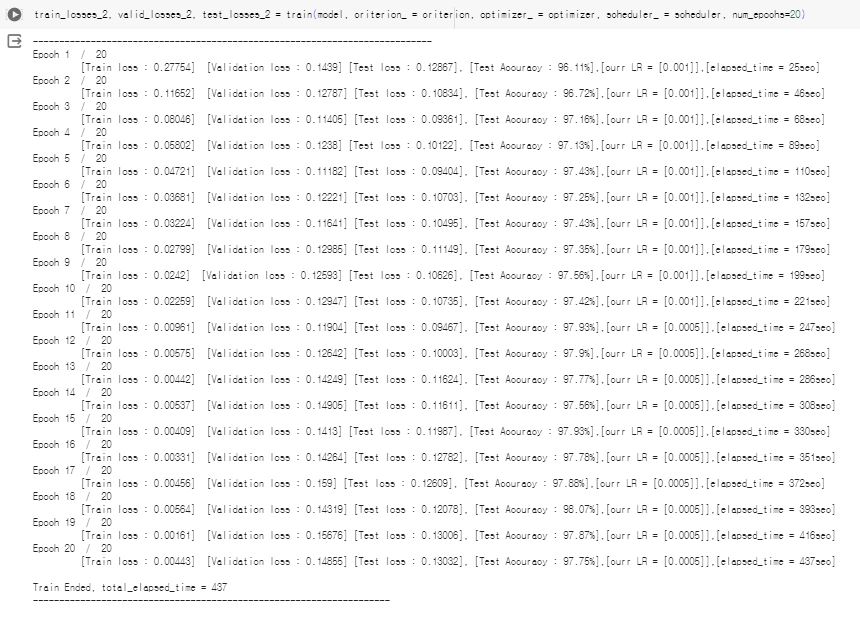 train_losses_2, valid_losses_2, test_losses_2 = train(model, criterion_ = criterion, optimizer_ = optimizer, scheduler_ = scheduler, num_epochs=20)
----------------------------------------------------------------------------
Epoch 1 / 20
[Train loss : 0.27754] [Validation loss : 0.1439] [Test loss : 0.12867], [Test Accuracy : 96.11%],[curr LR = [0.001]],[elapsed_time = 25sec]
Epoch 2 / 20
[Train loss : 0.11652] [Validation loss : 0.12787] [Test loss : 0.10834], [Test Accuracy : 96.72%],[curr LR = [0.001]],[elapsed_time = 46sec]
Epoch 3 / 20
[Train loss : 0.08046] [Validation loss : 0.11405] [Test loss : 0.09361], [Test Accuracy : 97.16%],[curr LR = [0.001]],[elapsed_time = 68sec]
Epoch 4 / 20
[Train loss : 0.05802] [Validation loss : 0.1238] [Test loss : 0.10122], [Test Accuracy : 97.13%],[curr LR = [0.001]],[elapsed_time = 89sec]
Epoch 5 / 20
[Train loss : 0.04721] [Validation loss : 0.11182] [Test loss : 0.09404], [Test Accuracy : 97.43%],[curr LR = [0.001]],[elapsed_time = 110sec]
Epoch 6 / 20
[Train loss : 0.03681] [Validation loss : 0.12221] [Test loss : 0.10703], [Test Accuracy : 97.25%],[curr LR = [0.001]],[elapsed_time = 132sec]
Epoch 7 / 20
[Train loss : 0.03224] [Validation loss : 0.11641] [Test loss : 0.10495], [Test Accuracy : 97.43%],[curr LR = [0.001]],[elapsed_time = 157sec]
Epoch 8 / 20
[Train loss : 0.02799] [Validation loss : 0.12985] [Test loss : 0.11149], [Test Accuracy : 97.35%],[curr LR = [0.001]],[elapsed_time = 179sec]
Epoch 9 / 20
[Train loss : 0.0242] [Validation loss : 0.12593] [Test loss : 0.10626], [Test Accuracy : 97.56%],[curr LR = [0.001]],[elapsed_time = 199sec]
Epoch 10 / 20
[Train loss : 0.02259] [Validation loss : 0.12947] [Test loss : 0.10735], [Test Accuracy : 97.42%],[curr LR = [0.001]],[elapsed_time = 221sec]
Epoch 11 / 20
[Train loss : 0.00961] [Validation loss : 0.11904] [Test loss : 0.09467], [Test Accuracy : 97.93%],[curr LR = [0.0005]],[elapsed_time = 247sec]
Epoch 12 / 20
[Train loss : 0.00575] [Validation loss : 0.12642] [Test loss : 0.10003], [Test Accuracy : 97.9%],[curr LR = [0.0005]],[elapsed_time = 268sec]
Epoch 13 / 20
[Train loss : 0.00442] [Validation loss : 0.14249] [Test loss : 0.11624], [Test Accuracy : 97.77%],[curr LR = [0.0005]],[elapsed_time = 286sec]
Epoch 14 / 20
[Train loss : 0.00537] [Validation loss : 0.14905] [Test loss : 0.11611], [Test Accuracy : 97.56%],[curr LR = [0.0005]],[elapsed_time = 308sec]
Epoch 15 / 20
[Train loss : 0.00409] [Validation loss : 0.1413] [Test loss : 0.11987], [Test Accuracy : 97.93%],[curr LR = [0.0005]],[elapsed_time = 330sec]
Epoch 16 / 20
[Train loss : 0.00331] [Validation loss : 0.14264] [Test loss : 0.12782], [Test Accuracy : 97.78%],[curr LR = [0.0005]],[elapsed_time = 351sec]
Epoch 17 / 20
[Train loss : 0.00456] [Validation loss : 0.159] [Test loss : 0.12609], [Test Accuracy : 97.88%],[curr LR = [0.0005]],[elapsed_time = 372sec]
Epoch 18 / 20
[Train loss : 0.00564] [Validation loss : 0.14319] [Test loss : 0.12078], [Test Accuracy : 98.07%],[curr LR = [0.0005]],[elapsed_time = 393sec]
Epoch 19 / 20
[Train loss : 0.00161] [Validation loss : 0.15676] [Test loss : 0.13006], [Test Accuracy : 97.87%],[curr LR = [0.0005]],[elapsed_time = 416sec]
Epoch 20 / 20
[Train loss : 0.00443] [Validation loss : 0.14855] [Test loss : 0.13032], [Test Accuracy : 97.75%],[curr LR = [0.0005]],[elapsed_time = 437sec]
Train Ended, total_elapsed_time = 437
--------------------------------------------------------------------